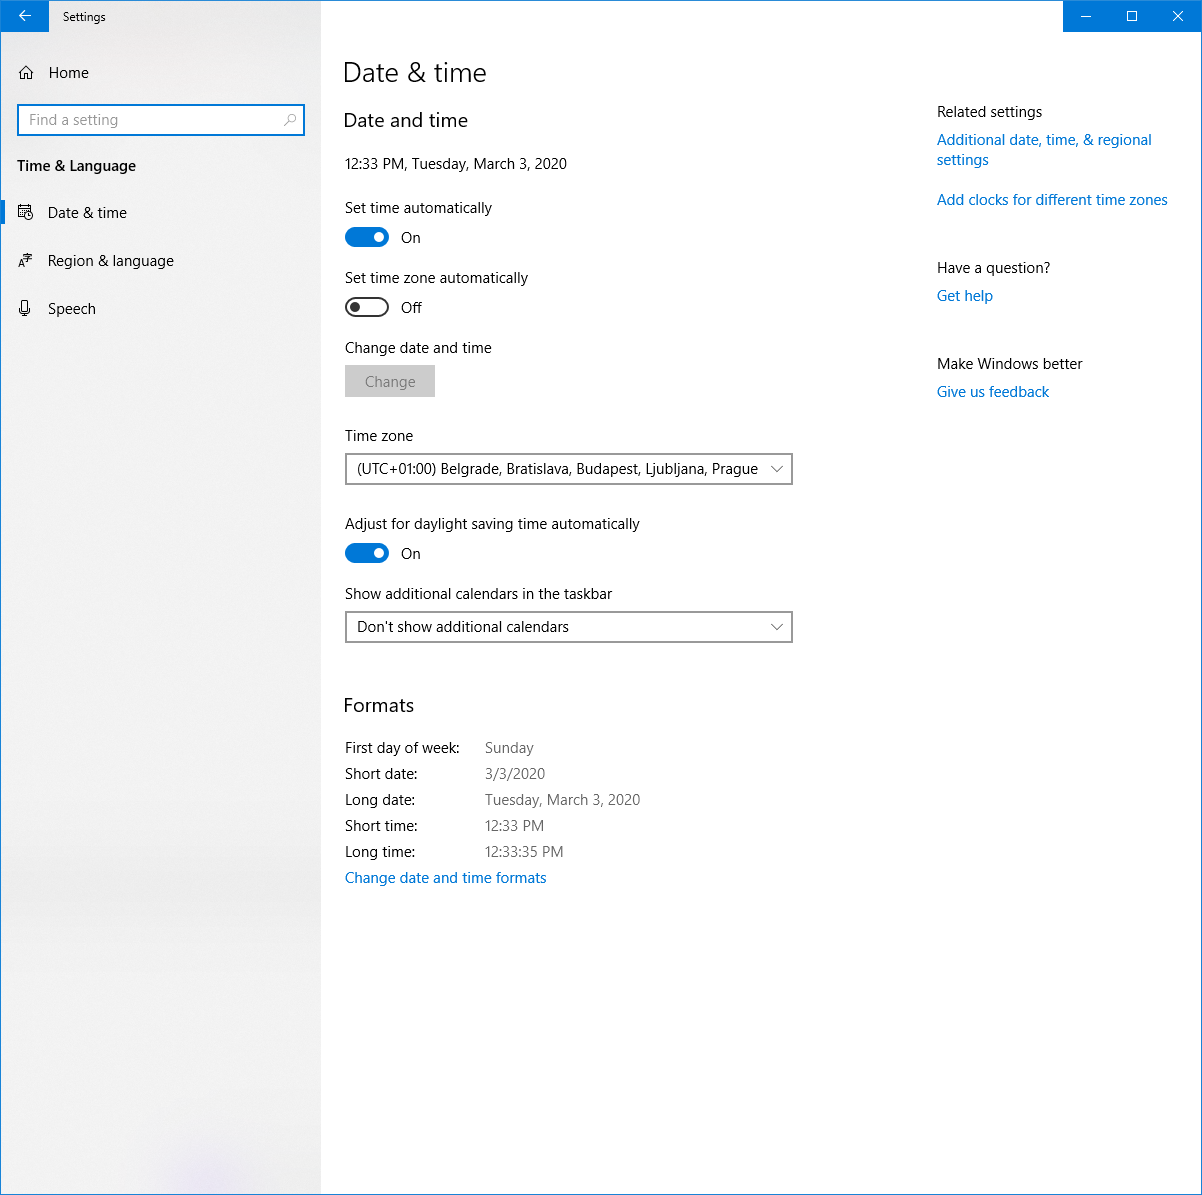 Settings
Home
Find a setting
Time & Language
Date & time
Region & language
Speech
Date & time
Date and time
12:33 PM, Tuesday, March 3, 2020
Set time automatically
On
Set time zone automatically
Off
Change date and time
Change
Time zone
(UTC+01:00) Belgrade, Bratislava, Budapest, Ljubljana, Prague
Adjust for daylight saving time automatically
On
Show additional calendars in the taskbar
Don't show additional calendars
Formats
First day of week: Sunday
Short date: 3/3/2020
Long date: Tuesday, March 3, 2020
Short time: 12:33 PM
Long time: 12:33:35 PM
Change date and time formats
Related settings
Additional date, time, & regional
settings
Add clocks for different time zones
Have a question?
Get help
Make Windows better
Give us feedback